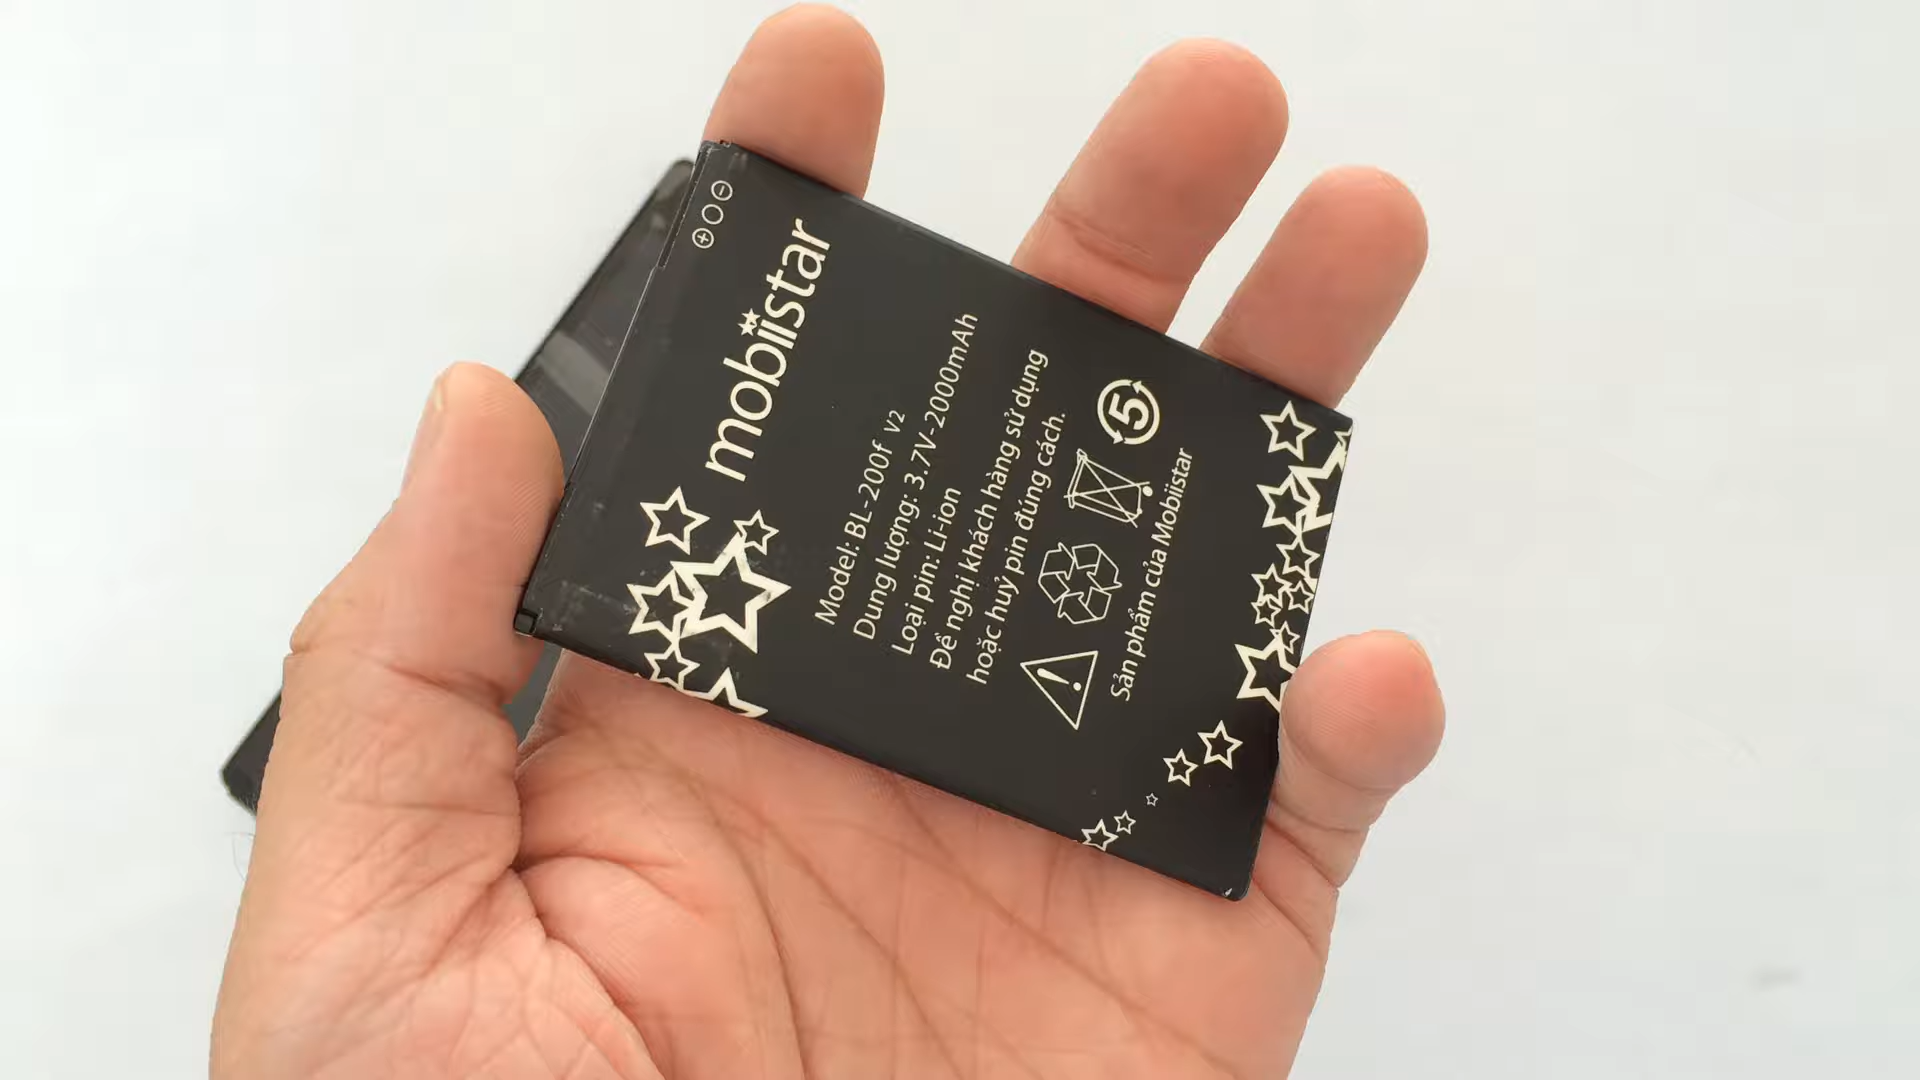 mobiistar
Model: BL-200f V2
Dung lượng: 3.7V-2000mAh
Loại pin: Li-ion
Đề nghị khách hàng sử dụng
hoặc huỷ pin đúng cách.
5
Sản phẩm của Mobiistar